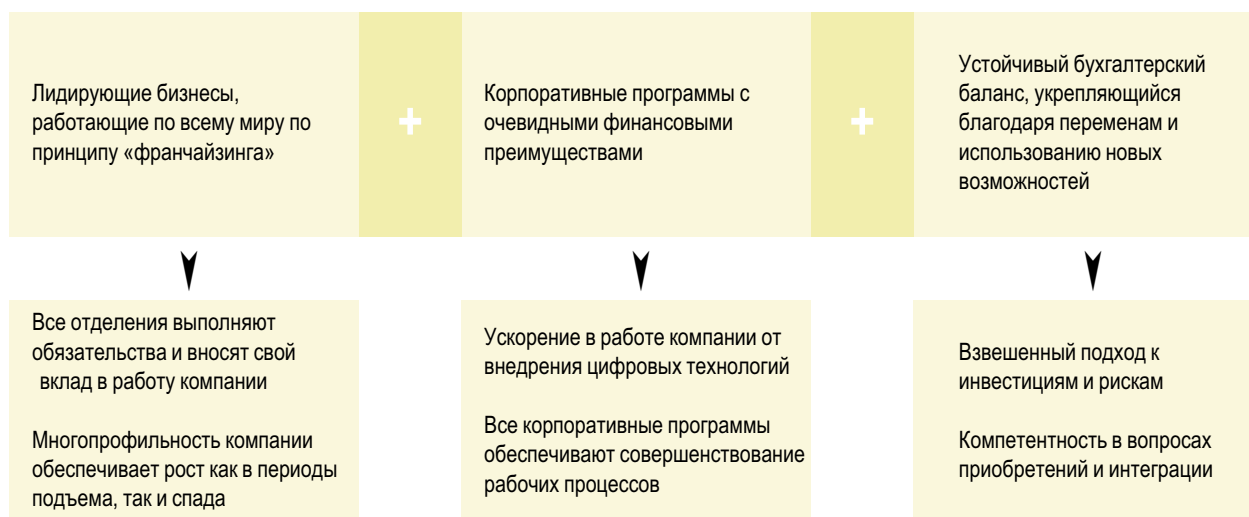 Лидирующие бизнесы,
работающие по всему миру по
принципу «франчайзинга»
+
Корпоративные программы с
очевидными финансовыми
преимуществами
+
Устойчивый бухгалтерский
баланс, укрепляющийся
благодаря переменам и
использованию новых
возможностей
Все отделения выполняют
обязательства и вносят свой
вклад в работу компании
Многопрофильность компании
обеспечивает рост как в периоды
подъема, так и спада
Ускорение в работе компании от
внедрения цифровых технологий
Все корпоративные программы
обеспечивают совершенствование
рабочих процессов
Взвешенный подход к
инвестициям и рискам
Компетентность в вопросах
приобретений и интеграции